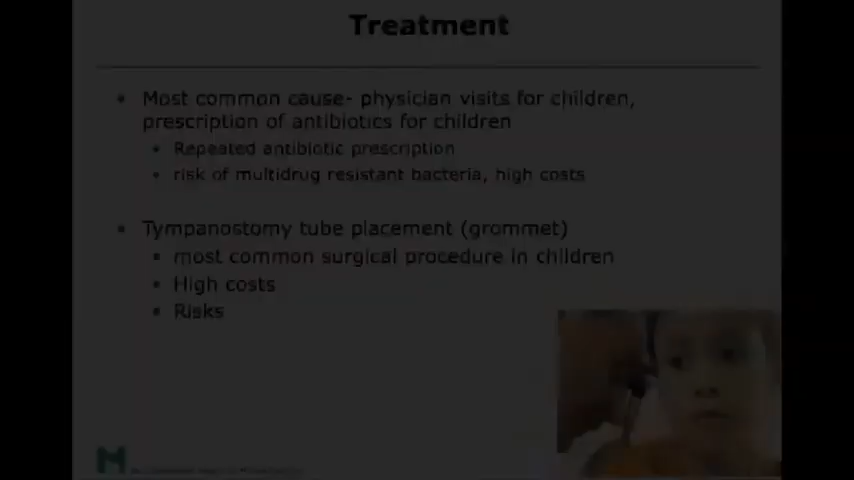 Treatment
• Most common cause- physician visits for children,
prescription of antibiotics for children
• Repeated antibiotic prescription
• risk of multidrug resistant bacteria, high costs
• Tympanostomy tube placement (grommet)
• most common surgical procedure in children
• High costs
• Risks
M